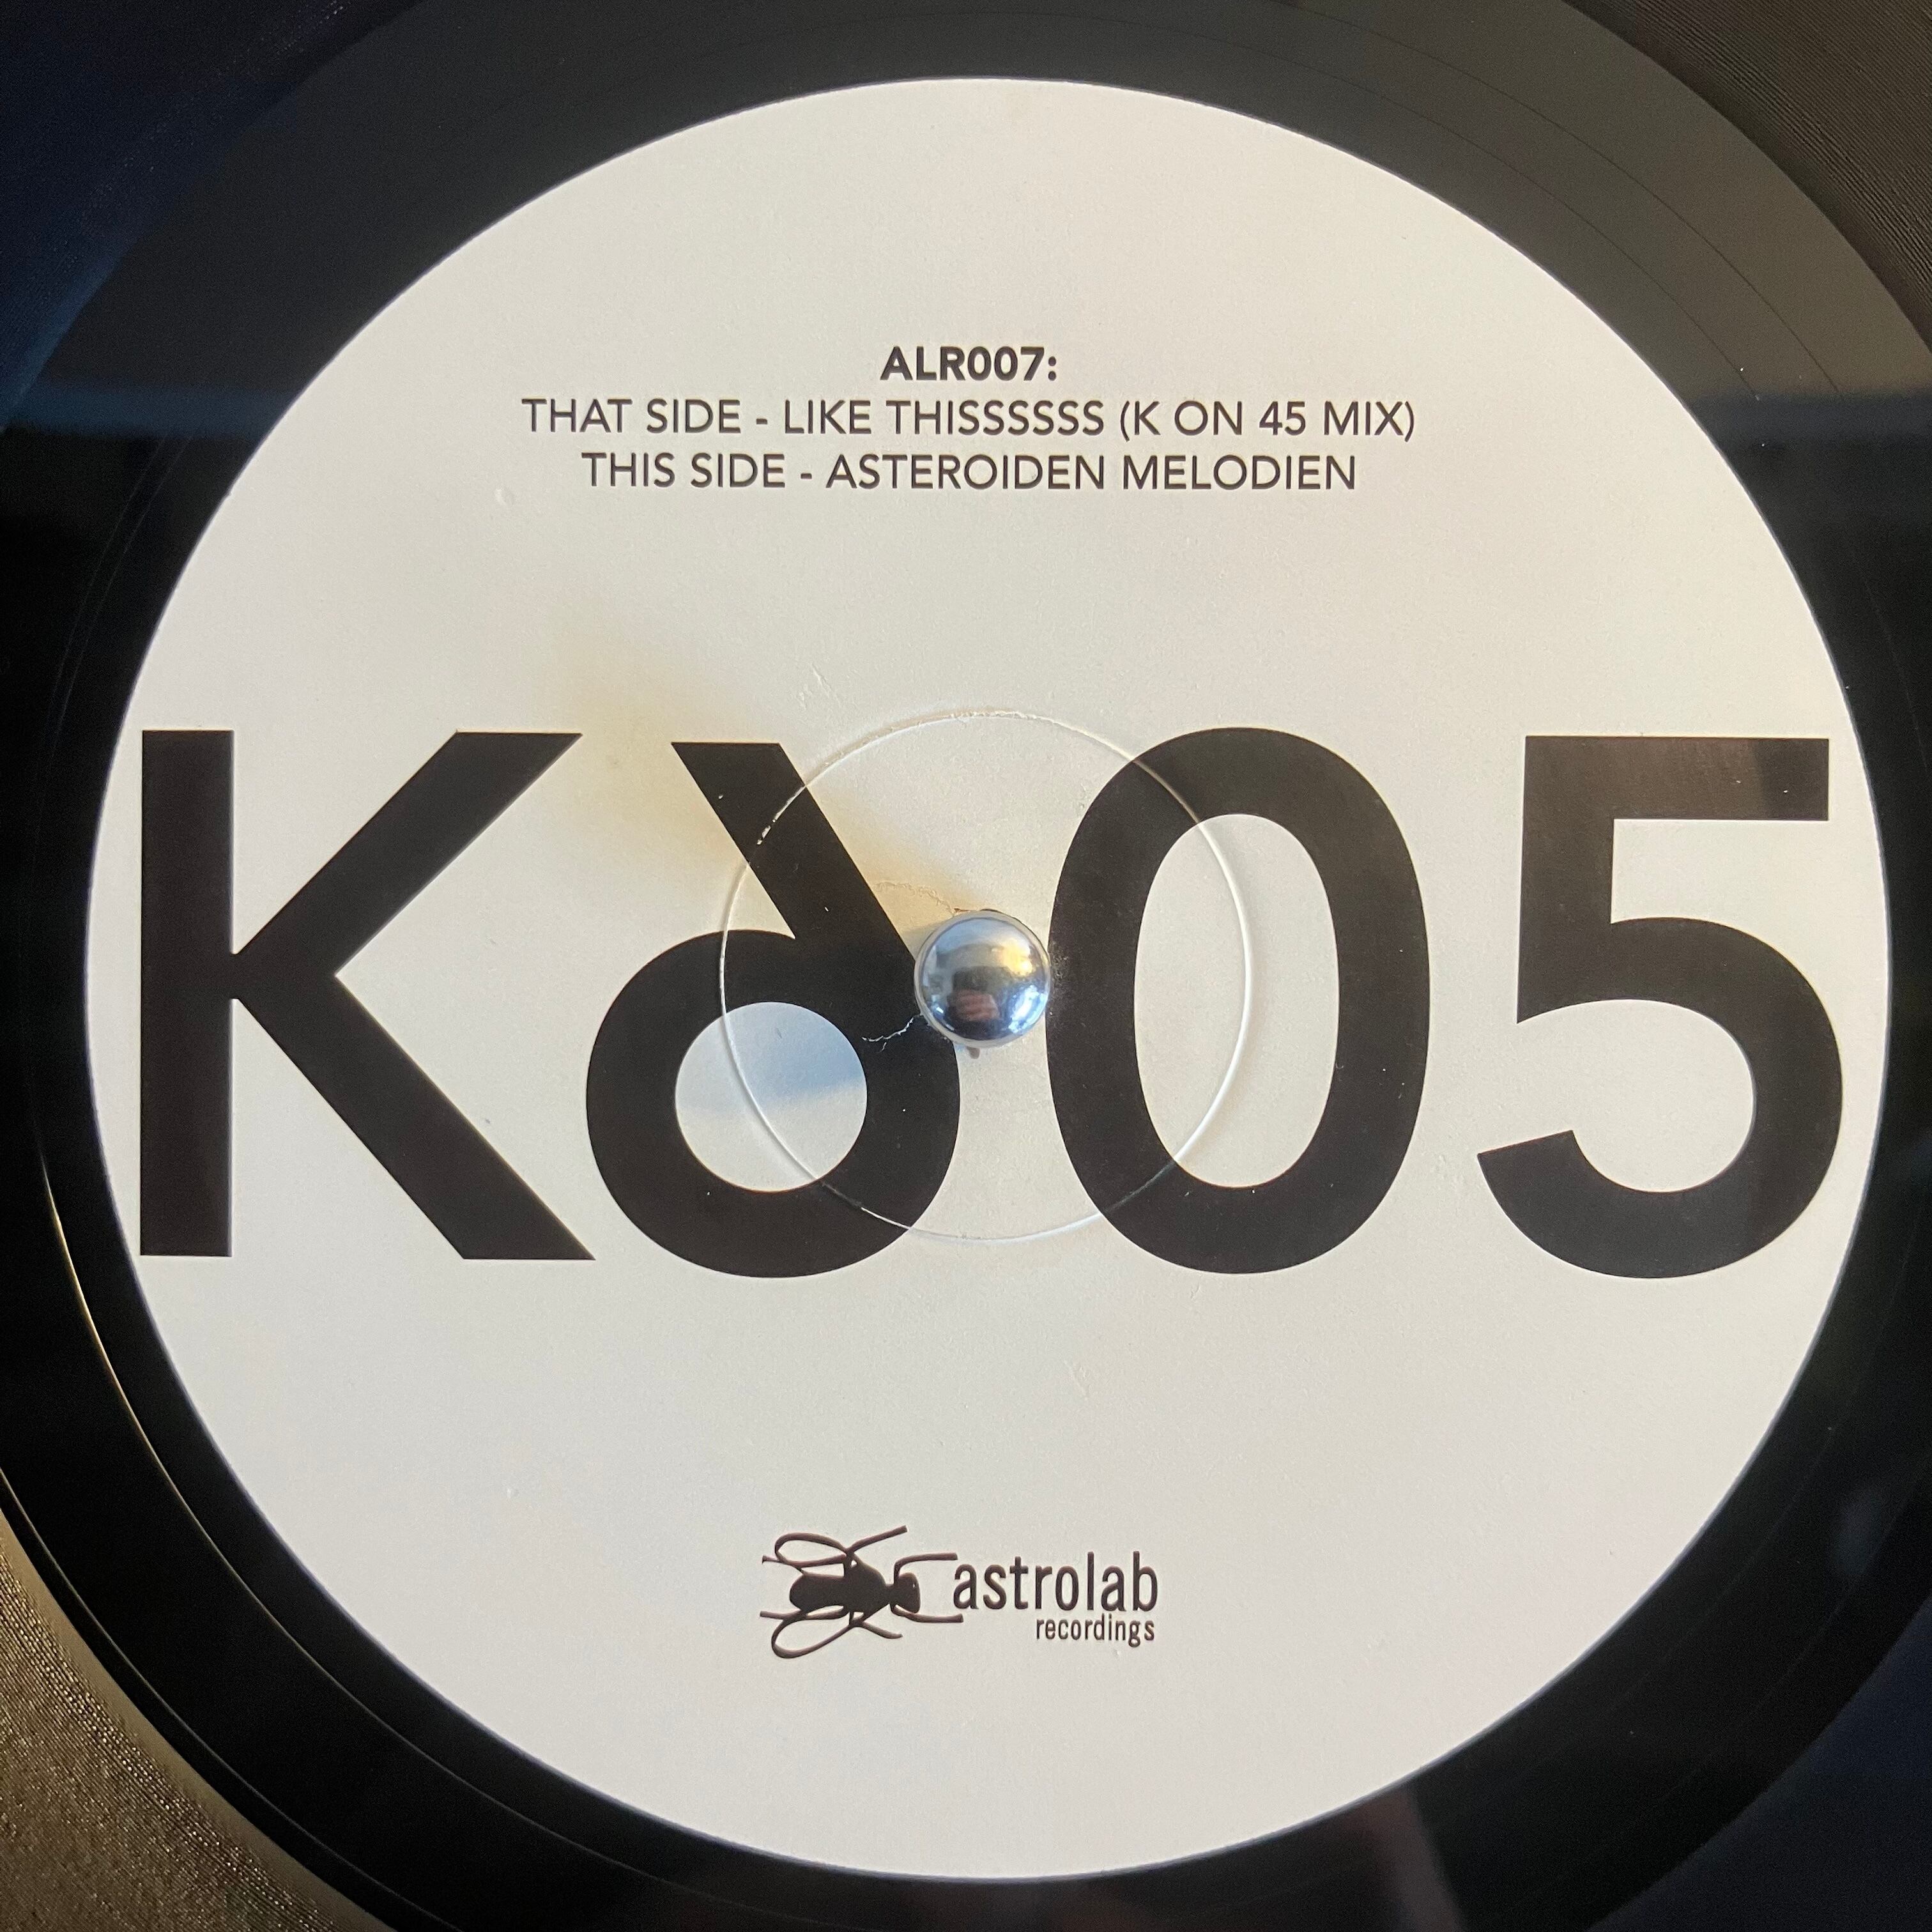 ALR007:
THAT SIDE - LIKE THISSSSSS (K ON 45 MIX)
THIS SIDE - ASTEROIDEN MELODIEN
K605
astrolab
recordings